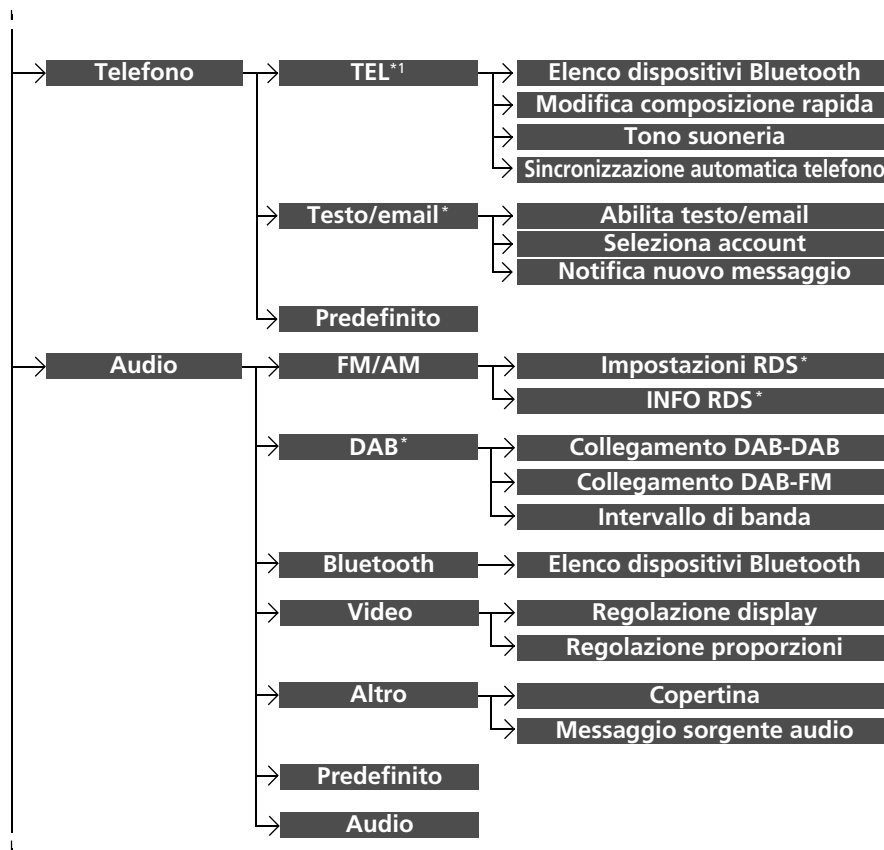 Telefono
TEL*1
Elenco dispositivi Bluetooth
Modifica composizione rapida
Tono suoneria
Sincronizzazione automatica telefono
Testo/email*
Abilita testo/email
Seleziona account
Notifica nuovo messaggio
Predefinito
Audio
FM/AM
Impostazioni RDS*
INFO RDS*
DAB*
Collegamento DAB-DAB
Collegamento DAB-FM
Intervallo di banda
Bluetooth
Elenco dispositivi Bluetooth
Video
Regolazione display
Regolazione proporzioni
Altro
Copertina
Messaggio sorgente audio
Predefinito
Audio